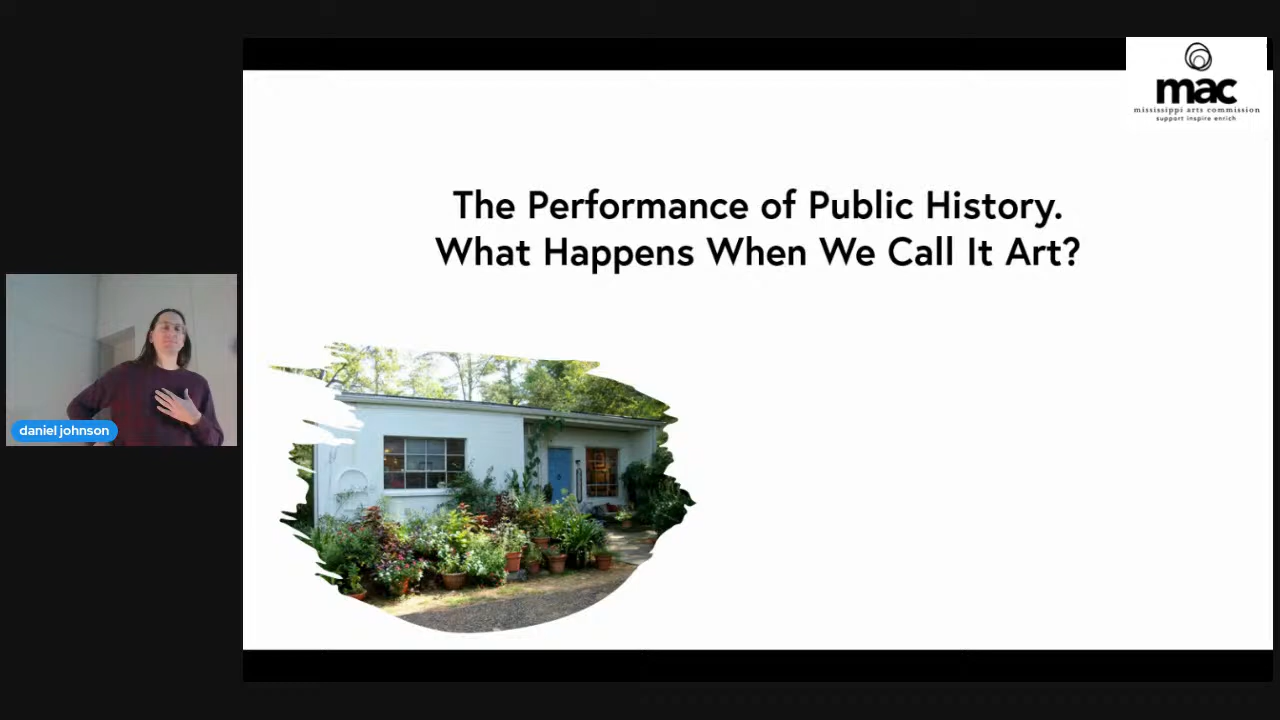 mac
mississippi arts commission
support inspire enrich
The Performance of Public History.
What Happens When We Call It Art?
daniel johnson